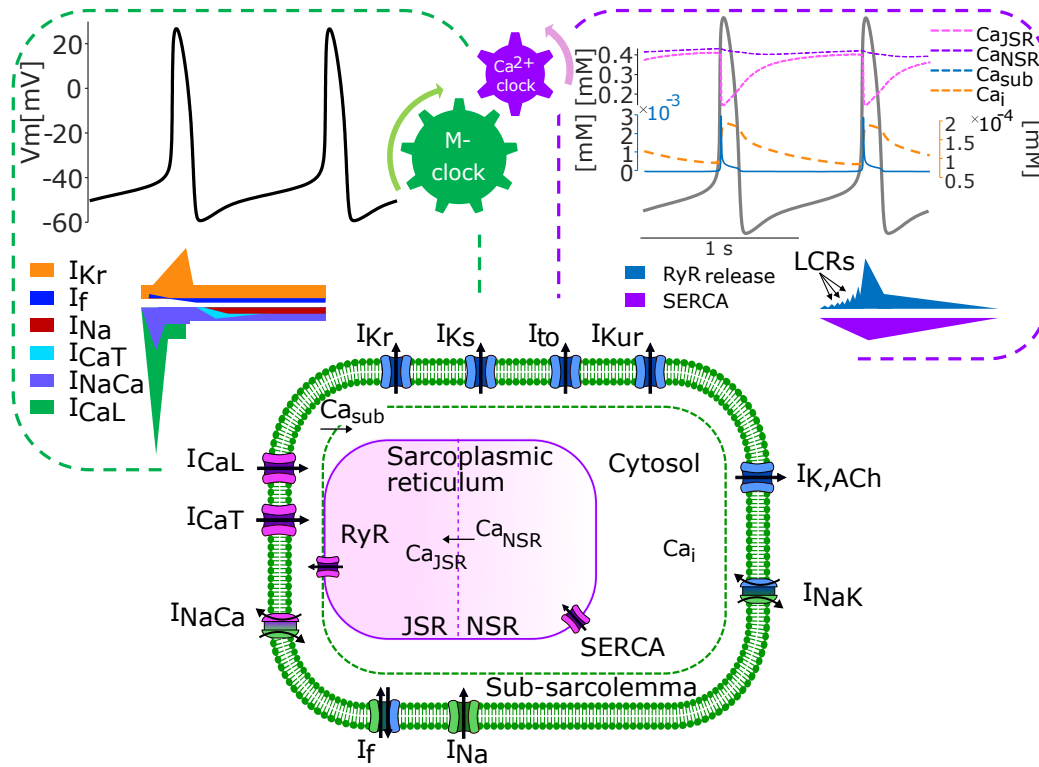 Vm[mV]
20
0
-20
-40
-60
M-
clock
Ca2+
clock
[mM]
0.4
0.3
0.2
×10-3
[mM]
3
2
1
0
CaJSR
CaNSR
Casub
Cai
2
1.5
1
0.5
×10-4
[mM]
1 s
IKr
If
INa
ICaT
INaCa
ICaL
RyR release
SERCA
LCRs
IKr
IKs
Ito
IKur
Casub
ICaL
Sarcoplasmic
reticulum
Cytosol
IK,ACh
ICaT
RyR
CaNSR
CaJSR
Cai
INaCa
INaK
JSR
NSR
SERCA
Sub-sarcolemma
If
INa